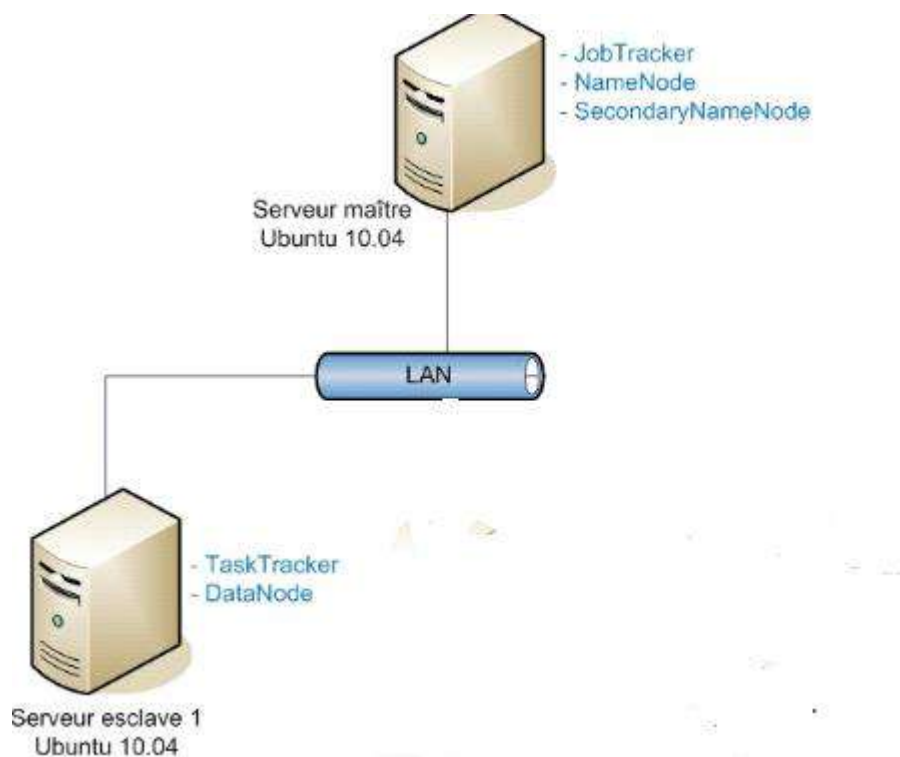 - JobTracker
- NameNode
- SecondaryNameNode
Serveur maître
Ubuntu 10.04
LAN
- TaskTracker
- DataNode
Serveur esclave 1
Ubuntu 10.04